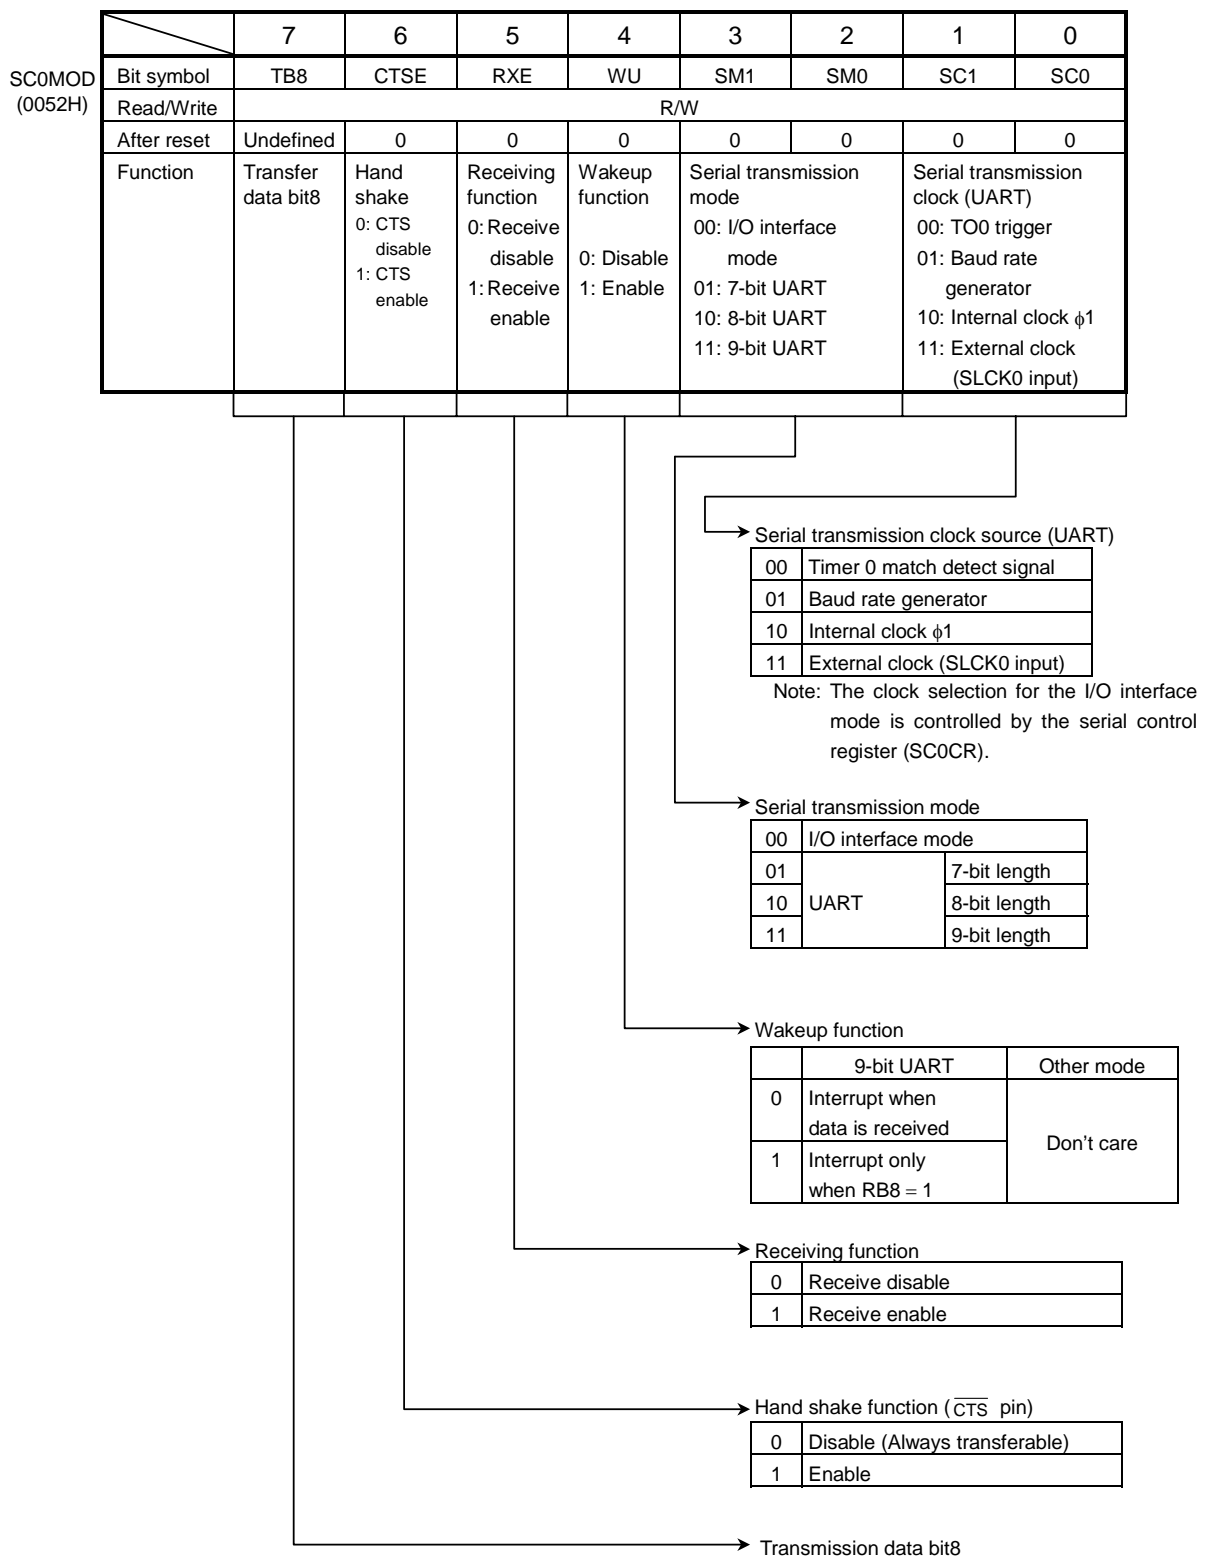 7 6 5 4 3 2 1 0
SC0MOD
(0052H)
Bit symbol TB8 CTSE RXE WU SM1 SM0 SC1 SC0
Read/Write R/W
After reset Undefined 0 0 0 0 0 0 0
Function
Transfer
data bit8
Hand
shake
0: CTS
disable
1: CTS
enable
Receiving
function
0: Receive
disable
1: Receive
enable
Wakeup
function
0: Disable
1: Enable
Serial transmission
mode
00: I/O interface
mode
01: 7-bit UART
10: 8-bit UART
11: 9-bit UART
Serial transmission
clock (UART)
00: TO0 trigger
01: Baud rate
generator
10: Internal clock ϕ1
11: External clock
(SLCK0 input)
Serial transmission clock source (UART)
00 Timer 0 match detect signal
01 Baud rate generator
10 Internal clock ϕ1
11 External clock (SLCK0 input)
Note: The clock selection for the I/O interface
mode is controlled by the serial control
register (SC0CR).
Serial transmission mode
00 I/O interface mode
01 7-bit length
10 UART 8-bit length
11 9-bit length
Wakeup function
9-bit UART Other mode
0 Interrupt when
data is received
1 Interrupt only
when RB8 = 1
Don't care
Receiving function
0 Receive disable
1 Receive enable
Hand shake function (C̅T̅S̅ pin)
0 Disable (Always transferable)
1 Enable
Transmission data bit8